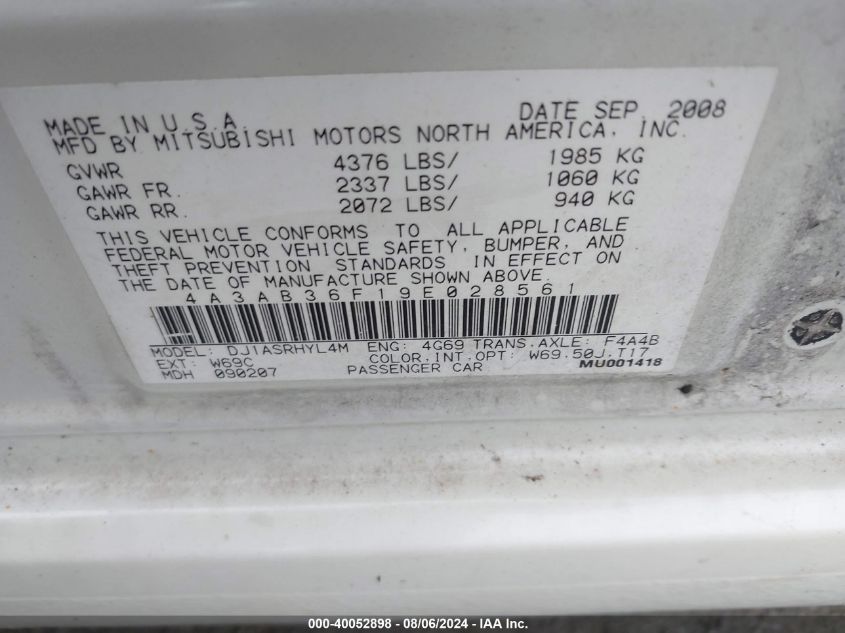 MADE IN U.S.A. DATE SEP. 2008
MFD BY MITSUBISHI MOTORS NORTH AMERICA, INC.
GVWR 4376 LBS/ 1985 KG
GAWR FR. 2337 LBS/ 1060 KG
GAWR RR. 2072 LBS/ 940 KG
THIS VEHICLE CONFORMS TO ALL APPLICABLE
FEDERAL MOTOR VEHICLE SAFETY, BUMPER, AND
THEFT PREVENTION STANDARDS IN EFFECT ON
THE DATE OF MANUFACTURE SHOWN ABOVE.
4A3AB36F19E028561
MODEL: DJ1ASRHYL4M ENG: 4G69 TRANS.AXLE: F4A4B
EXT: W69C COLOR.INT.OPT: W69.50J.T17
MDH 090207 PASSENGER CAR MU001418
000-40052898 - 08/06/2024 - IAA Inc.